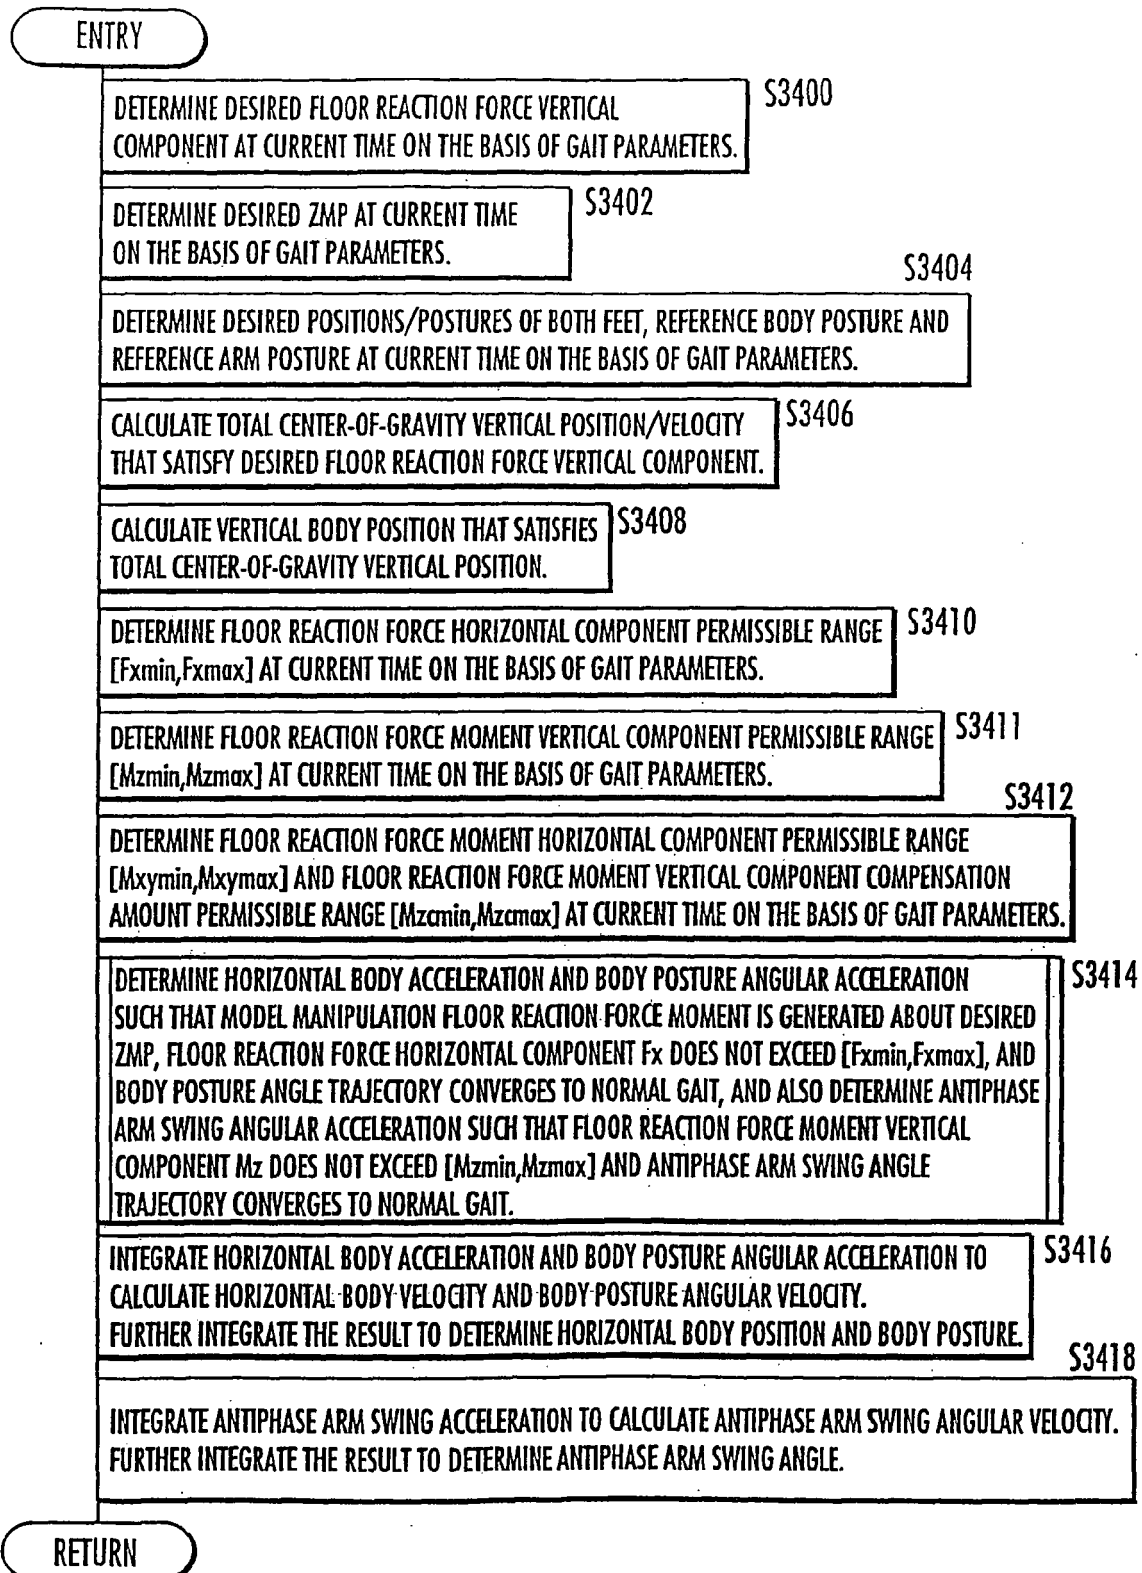 ENTRY
S3400
DETERMINE DESIRED FLOOR REACTION FORCE VERTICAL
COMPONENT AT CURRENT TIME ON THE BASIS OF GAIT PARAMETERS.
S3402
DETERMINE DESIRED ZMP AT CURRENT TIME
ON THE BASIS OF GAIT PARAMETERS.
S3404
DETERMINE DESIRED POSITIONS/POSTURES OF BOTH FEET, REFERENCE BODY POSTURE AND
REFERENCE ARM POSTURE AT CURRENT TIME ON THE BASIS OF GAIT PARAMETERS.
S3406
CALCULATE TOTAL CENTER-OF-GRAVITY VERTICAL POSITION/VELOCITY
THAT SATISFY DESIRED FLOOR REACTION FORCE VERTICAL COMPONENT.
S3408
CALCULATE VERTICAL BODY POSITION THAT SATISFIES
TOTAL CENTER-OF-GRAVITY VERTICAL POSITION.
S3410
DETERMINE FLOOR REACTION FORCE HORIZONTAL COMPONENT PERMISSIBLE RANGE
[Fxmin,Fxmax] AT CURRENT TIME ON THE BASIS OF GAIT PARAMETERS.
S3411
DETERMINE FLOOR REACTION FORCE MOMENT VERTICAL COMPONENT PERMISSIBLE RANGE
[Mzmin,Mzmax] AT CURRENT TIME ON THE BASIS OF GAIT PARAMETERS.
S3412
DETERMINE FLOOR REACTION FORCE MOMENT HORIZONTAL COMPONENT PERMISSIBLE RANGE
[Mxymin,Mxymax] AND FLOOR REACTION FORCE MOMENT VERTICAL COMPONENT COMPENSATION
AMOUNT PERMISSIBLE RANGE [Mzcmin,Mzcmax] AT CURRENT TIME ON THE BASIS OF GAIT PARAMETERS.
S3414
DETERMINE HORIZONTAL BODY ACCELERATION AND BODY POSTURE ANGULAR ACCELERATION
SUCH THAT MODEL MANIPULATION FLOOR REACTION FORCE MOMENT IS GENERATED ABOUT DESIRED
ZMP, FLOOR REACTION FORCE HORIZONTAL COMPONENT Fx DOES NOT EXCEED [Fxmin,Fxmax], AND
BODY POSTURE ANGLE TRAJECTORY CONVERGES TO NORMAL GAIT, AND ALSO DETERMINE ANTIPHASE
ARM SWING ANGULAR ACCELERATION SUCH THAT FLOOR REACTION FORCE MOMENT VERTICAL
COMPONENT Mz DOES NOT EXCEED [Mzmin,Mzmax] AND ANTIPHASE ARM SWING ANGLE
TRAJECTORY CONVERGES TO NORMAL GAIT.
S3416
INTEGRATE HORIZONTAL BODY ACCELERATION AND BODY POSTURE ANGULAR ACCELERATION TO
CALCULATE HORIZONTAL BODY VELOCITY AND BODY POSTURE ANGULAR VELOCITY.
FURTHER INTEGRATE THE RESULT TO DETERMINE HORIZONTAL BODY POSITION AND BODY POSTURE.
S3418
INTEGRATE ANTIPHASE ARM SWING ACCELERATION TO CALCULATE ANTIPHASE ARM SWING ANGULAR VELOCITY.
FURTHER INTEGRATE THE RESULT TO DETERMINE ANTIPHASE ARM SWING ANGLE.
RETURN